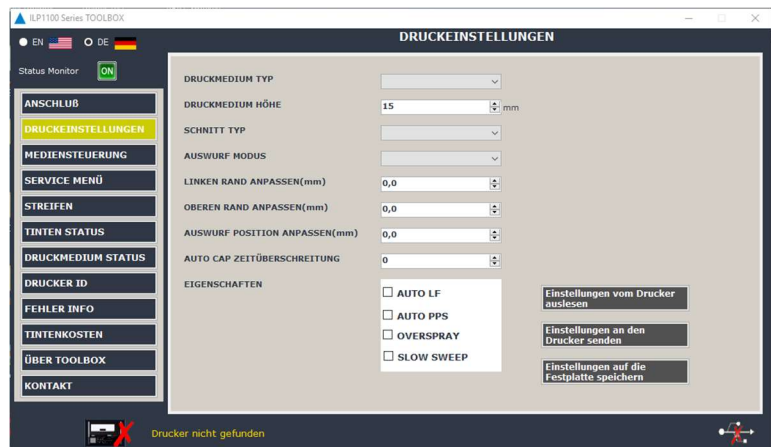 ILP1100 Series TOOLBOX
EN
DE
DRUCKEINSTELLUNGEN
Status Monitor
ON
ANSCHLUß
DRUCKEINSTELLUNGEN
MEDIENSTEUERUNG
SERVICE MENÜ
STREIFEN
TINTEN STATUS
DRUCKMEDIUM STATUS
DRUCKER ID
FEHLER INFO
TINTENKOSTEN
ÜBER TOOLBOX
KONTAKT
DRUCKMEDIUM TYP
DRUCKMEDIUM HÖHE 15 mm
SCHNITT TYP
AUSWURF MODUS
LINKEN RAND ANPASSEN(mm) 0,0
OBEREN RAND ANPASSEN(mm) 0,0
AUSWURF POSITION ANPASSEN(mm) 0,0
AUTO CAP ZEITÜBERSCHREITUNG 0
EIGENSCHAFTEN
AUTO LF
AUTO PPS
OVERSPRAY
SLOW SWEEP
Einstellungen vom Drucker
auslesen
Einstellungen an den
Drucker senden
Einstellungen auf die
Festplatte speichern
Drucker nicht gefunden